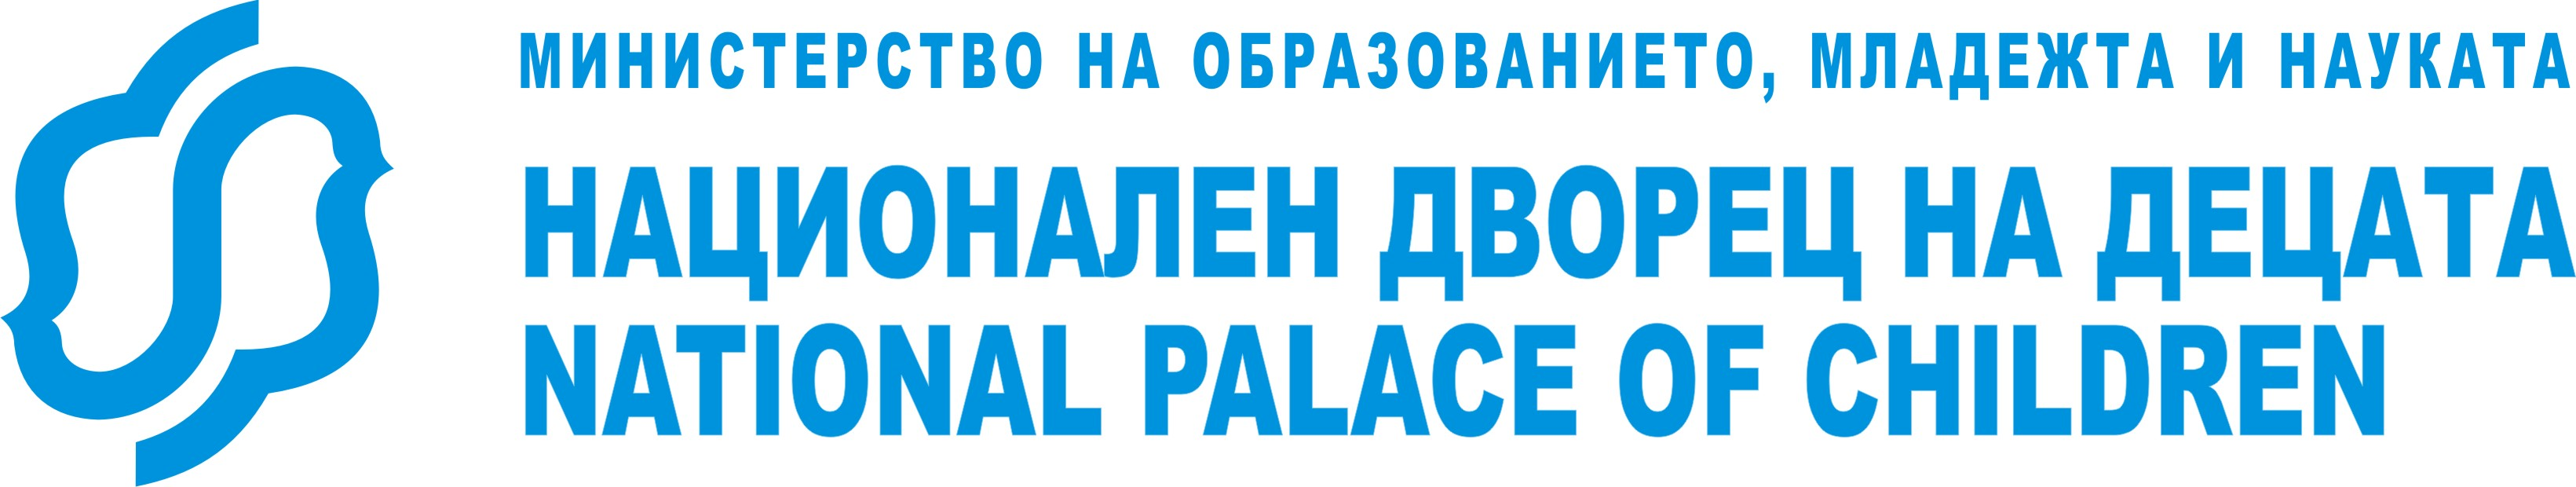 МИНИСТЕРСТВО НА ОБРАЗОВАНИЕТО, МЛАДЕЖТА И НАУКАТА
НАЦИОНАЛЕН ДВОРЕЦ НА ДЕЦАТА
NATIONAL PALACE OF CHILDREN